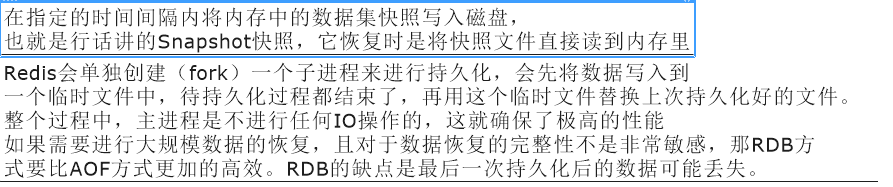 在指定的时间间隔内将内存中的数据集快照写入磁盘，
也就是行话讲的Snapshot快照，它恢复时是将快照文件直接读到内存里
Redis会单独创建（fork）一个子进程来进行持久化，会先将数据写入到
一个临时文件中，待持久化过程都结束了，再用这个临时文件替换上次持久化好的文件。
整个过程中，主进程是不进行任何IO操作的，这就确保了极高的性能
如果需要进行大规模数据的恢复，且对于数据恢复的完整性不是非常敏感，那RDB方
式要比AOF方式更加的高效。RDB的缺点是最后一次持久化后的数据可能丢失。